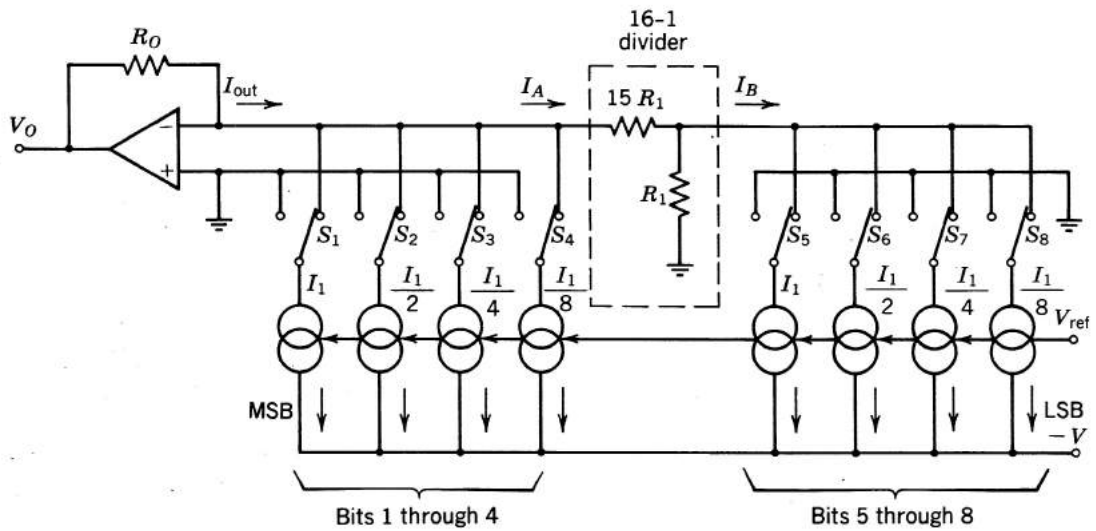 16-1
divider
R_O
I_out
I_A
15 R_1
I_B
V_O
−
+
R_1
S_1
S_2
S_3
S_4
S_5
S_6
S_7
S_8
I_1
I_1/2
I_1/4
I_1/8
I_1
I_1/2
I_1/4
I_1/8
V_ref
MSB
LSB
−V
Bits 1 through 4
Bits 5 through 8